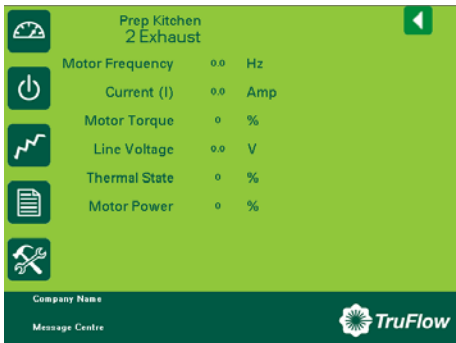 Prep Kitchen
2 Exhaust
Motor Frequency 0.0 Hz
Current (I) 0.0 Amp
Motor Torque 0 %
Line Voltage 0.0 V
Thermal State 0 %
Motor Power 0 %
Company Name
Message Centre
TruFlow